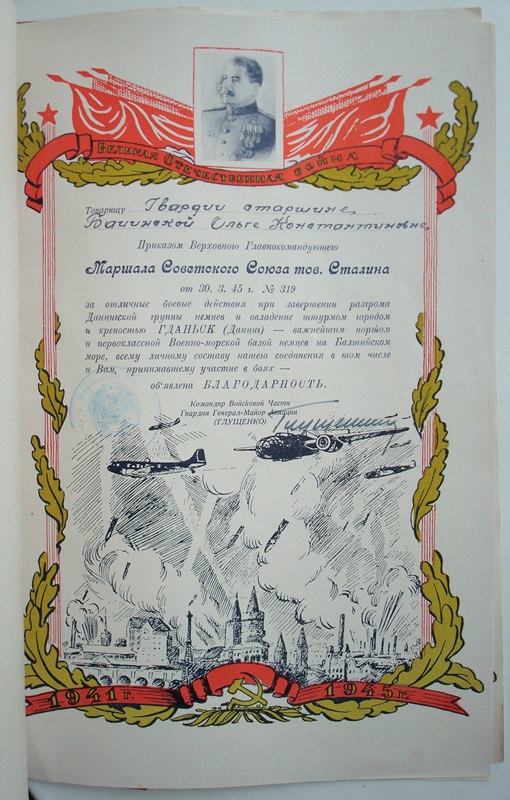 ВЕЛИКАЯ ОТЕЧЕСТВЕННАЯ ВОЙНА
Товарищу Гвардии старшине,
Ольге Константиновне,
Приказом Верховного Главнокомандующего
Маршала Советского Союза тов. Сталина
от 30. 3. 45 г. № 319
за отличные боевые действия при завершении разгрома
Данцинской группы немцев и овладение штурмом городом
и крепостью ГДАНЬСК (Данциг) — важнейшим портом
и первоклассной Военно-морской базой немцев на Балтийском
море, всему личному составу нашего соединения в том числе
и Вам, принимавшему участие в боях —
об'явлена БЛАГОДАРНОСТЬ.
Командир Войсковой Части
Гвардии Генерал-Майор Авиации
(ГЛУЩЕНКО)
1941 г.
1945 г.